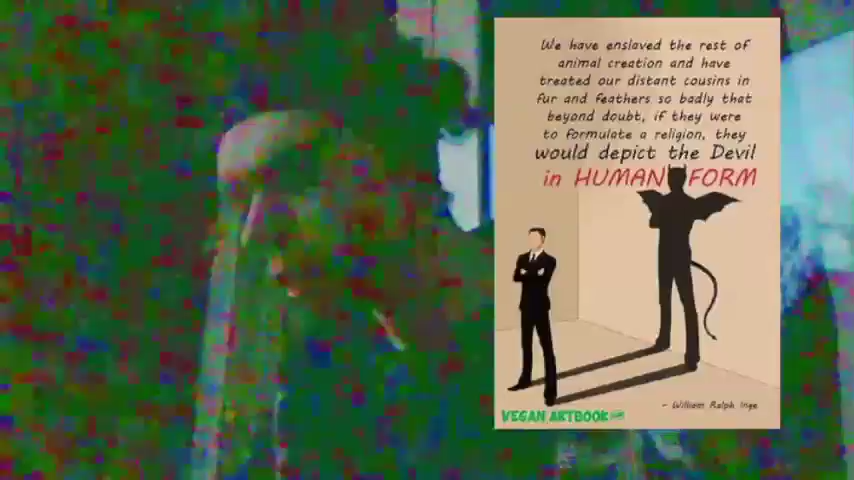 We have enslaved the rest of
animal creation and have
treated our distant cousins in
fur and feathers so badly that
beyond doubt, if they were
to formulate a religion, they
would depict the Devil
in HUMAN FORM
- William Ralph Inge
VEGAN ARTBOOK